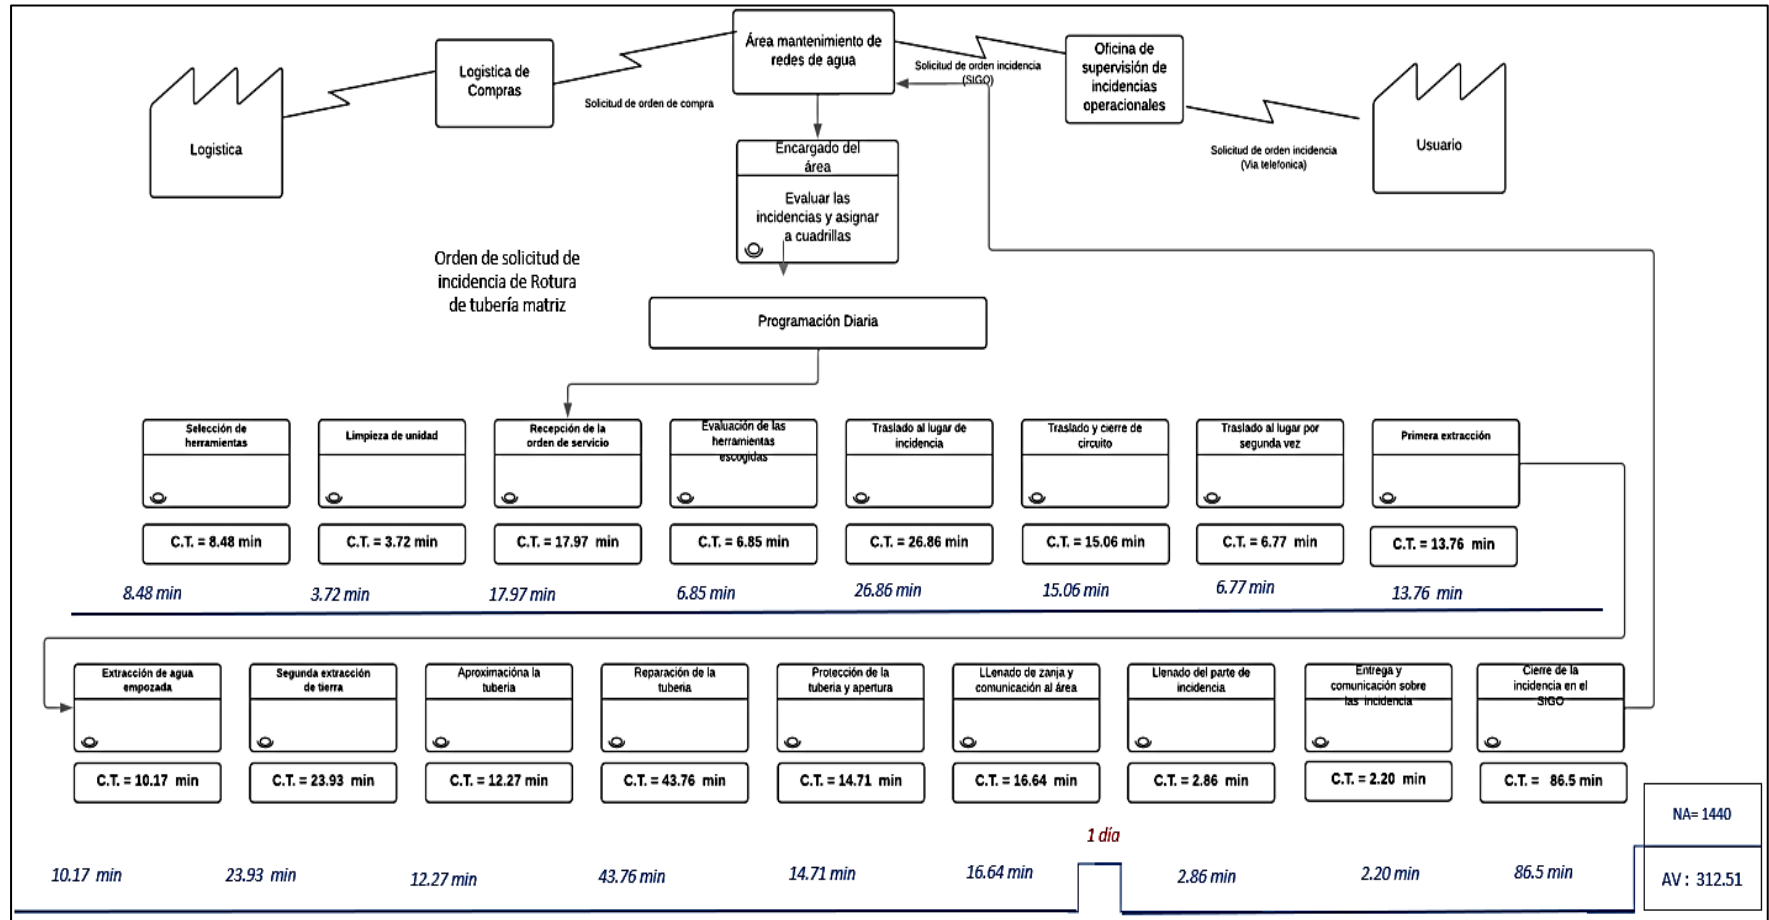 Logistica
Logistica de
Compras
Solicitud de orden de compra
Área mantenimiento de
redes de agua
Solicitud de orden incidencia
(SIGO)
Oficina de
supervisión de
incidencias
operacionales
Solicitud de orden incidencia
(Via telefonica)
Usuario
Encargado del
área
Evaluar las
incidencias y asignar
a cuadrillas
Orden de solicitud de
incidencia de Rotura
de tubería matriz
Programación Diaria
Selección de
herramientas
Limpieza de unidad
Recepción de la
orden de servicio
Evaluación de las
herramientas
escogidas
Traslado al lugar de
incidencia
Traslado y cierre de
circuito
Traslado al lugar por
segunda vez
Primera extracción
C.T. = 8.48 min
C.T. = 3.72 min
C.T. = 17.97 min
C.T. = 6.85 min
C.T. = 26.86 min
C.T. = 15.06 min
C.T. = 6.77 min
C.T. = 13.76 min
8.48 min
3.72 min
17.97 min
6.85 min
26.86 min
15.06 min
6.77 min
13.76 min
Extracción de agua
empozada
Segunda extracción
de tierra
Aproximacióna la
tuberia
Reparación de la
tuberia
Protección de la
tuberia y apertura
LLenado de zanja y
comunicación al área
Llenado del parte de
incidencia
Entrega y
comunicación sobre
las incidencia
Cierre de la
incidencia en el
SIGO
C.T. = 10.17 min
C.T. = 23.93 min
C.T. = 12.27 min
C.T. = 43.76 min
C.T. = 14.71 min
C.T. = 16.64 min
C.T. = 2.86 min
C.T. = 2.20 min
C.T. = 86.5 min
10.17 min
23.93 min
12.27 min
43.76 min
14.71 min
16.64 min
1 día
2.86 min
2.20 min
86.5 min
NA= 1440
AV : 312.51